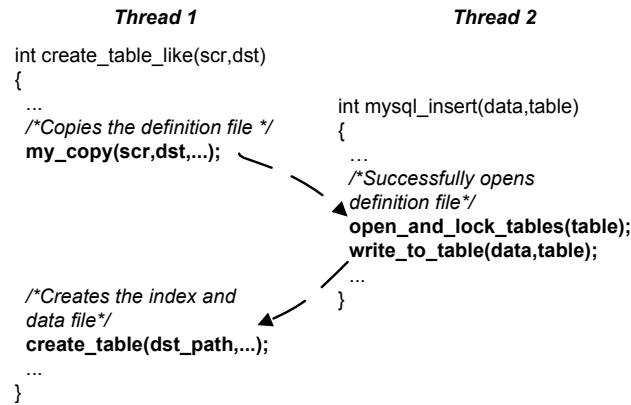 Thread 1
int create_table_like(scr,dst)
{
...
/*Copies the definition file */
my_copy(scr,dst,...);
/*Creates the index and
data file*/
create_table(dst_path,...);
...
}
Thread 2
int mysql_insert(data,table)
{
…
/*Successfully opens
definition file*/
open_and_lock_tables(table);
write_to_table(data,table);
...
}